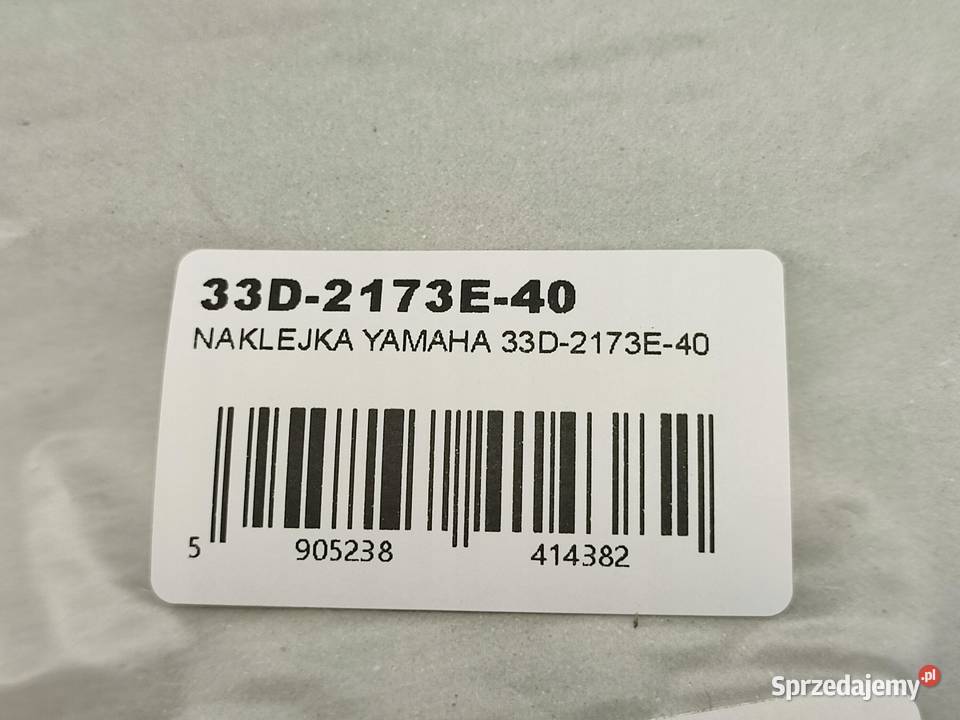 33D-2173E-40
NAKLEJKA YAMAHA 33D-2173E-40
5 905238 414382
Sprzedajemy.pl